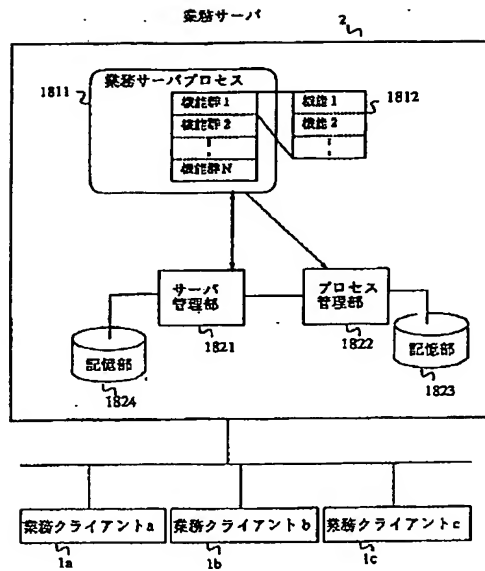 業務サーバ
2
業務サーバプロセス
1811
機能群1
機能群2
機能群N
機能1
機能2
1812
サーバ
管理部
1821
プロセス
管理部
1822
記憶部
1824
記憶部
1823
業務クライアントa
業務クライアントb
業務クライアントc
1a
1b
1c